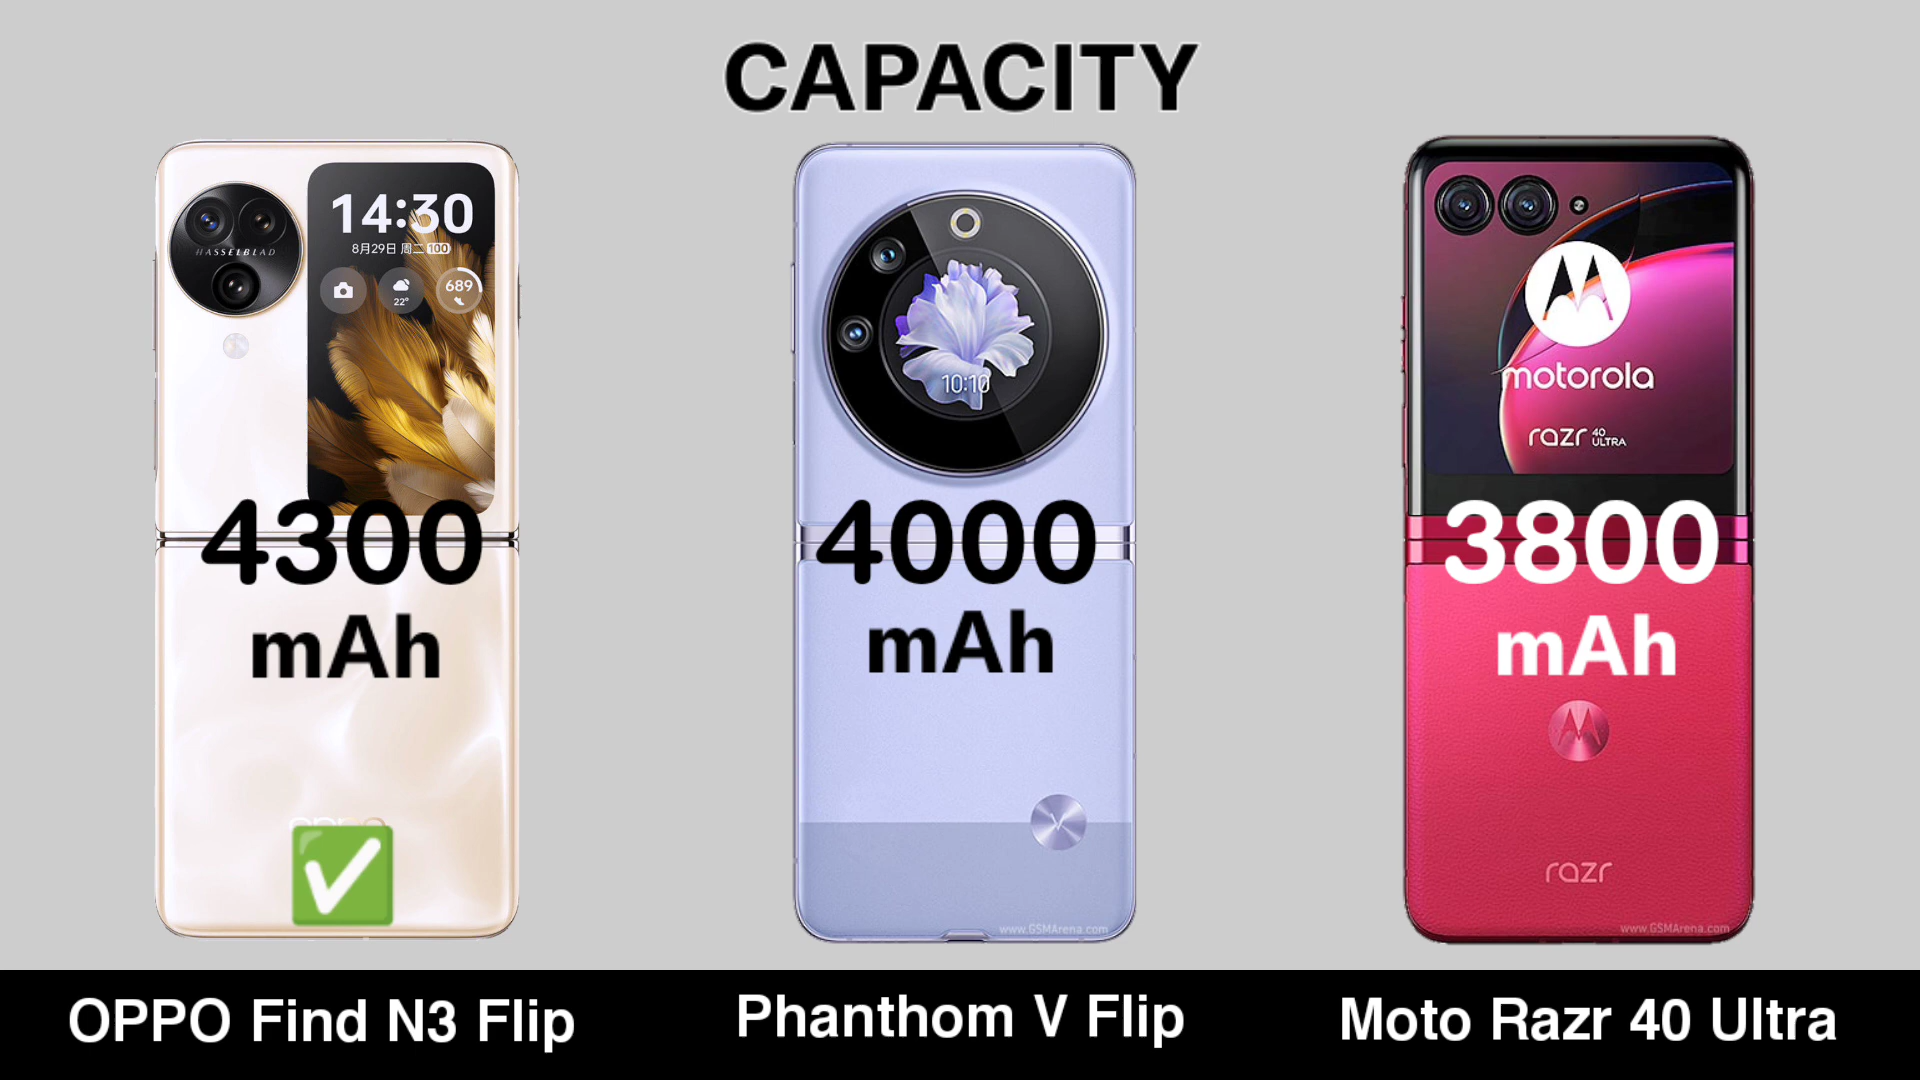 CAPACITY
HASSELBLAD
14:30
8月29日 周二 100
22°
689
10:10
motorola
razr 40 ULTRA
4300
mAh
4000
mAh
3800
mAh
oppo
razr
www.GSMArena.com
www.GSMArena.com
OPPO Find N3 Flip
Phanthom V Flip
Moto Razr 40 Ultra